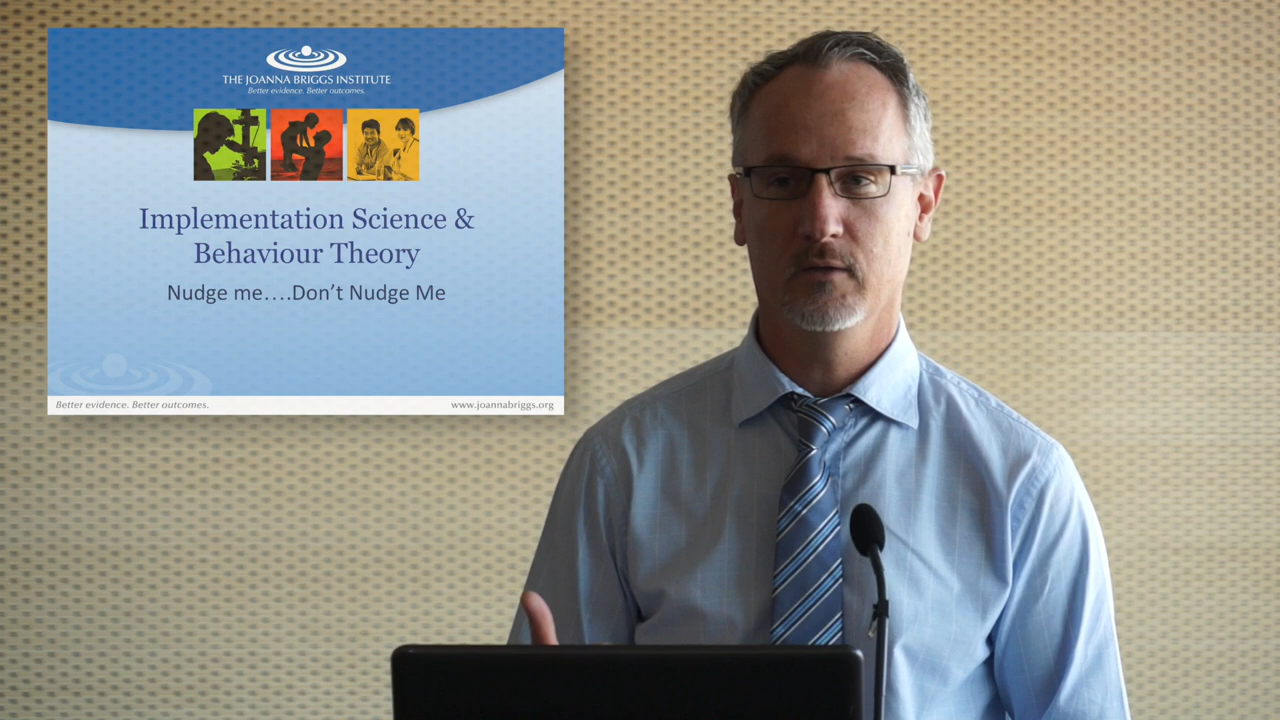 THE JOANNA BRIGGS INSTITUTE
Better evidence. Better outcomes.
Implementation Science &
Behaviour Theory
Nudge me....Don't Nudge Me
Better evidence. Better outcomes.
www.joannabriggs.org